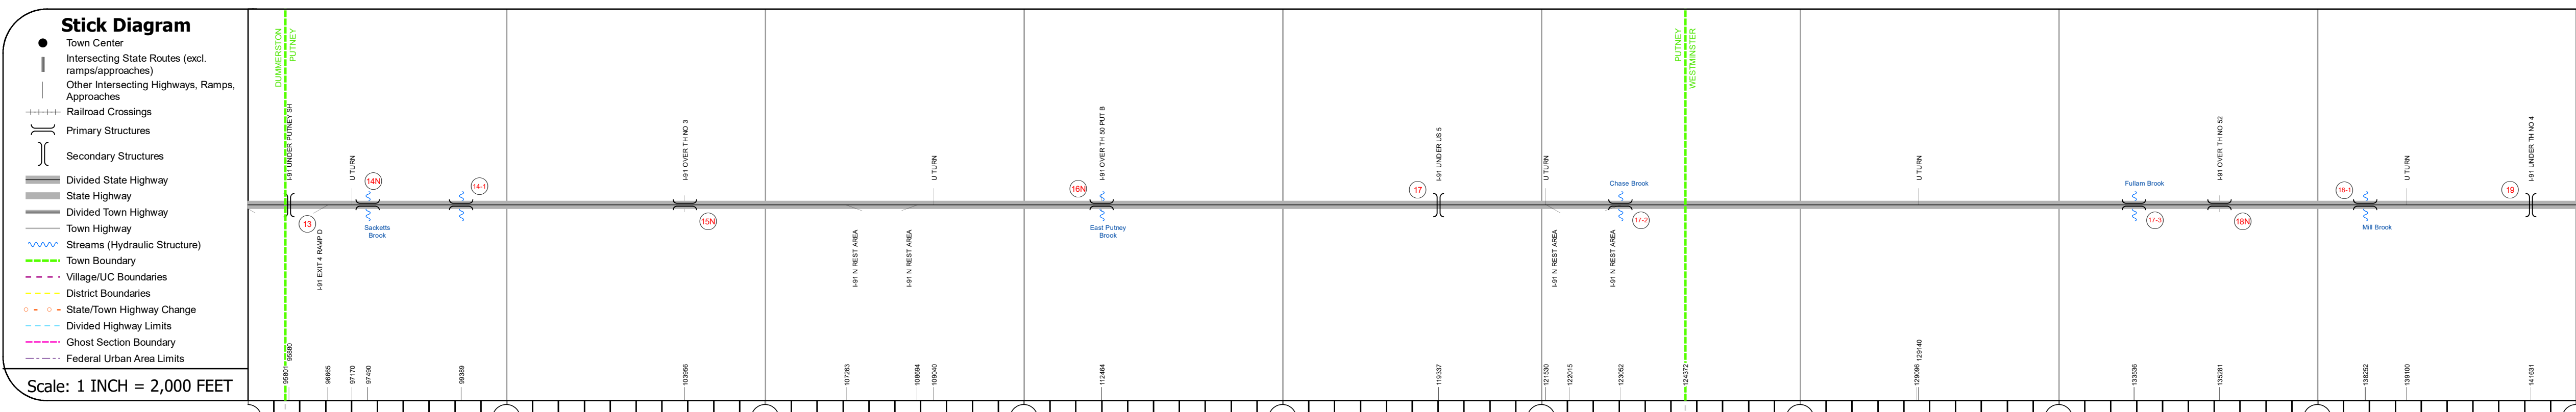 Stick Diagram
Town Center
Intersecting State Routes (excl.
ramps/approaches)
Other Intersecting Highways, Ramps,
Approaches
Railroad Crossings
Primary Structures
Secondary Structures
Divided State Highway
State Highway
Divided Town Highway
Town Highway
Streams (Hydraulic Structure)
Town Boundary
Village/UC Boundaries
District Boundaries
State/Town Highway Change
Divided Highway Limits
Ghost Section Boundary
Federal Urban Area Limits
Scale: 1 INCH = 2,000 FEET
DUMMERSTON
PUTNEY
I-91 UNDER PUTNEY SH
13
I-91 EXIT 4 RAMP D
U TURN
14N
Sacketts
Brook
14-1
I-91 OVER TH NO 3
15N
I-91 N REST AREA
I-91 N REST AREA
U TURN
16N
I-91 OVER TH 50 PUT B
East Putney
Brook
17
I-91 UNDER US 5
U TURN
I-91 N REST AREA
I-91 N REST AREA
Chase Brook
17-2
PUTNEY
WESTMINSTER
U TURN
Fullam Brook
17-3
I-91 OVER TH NO 52
18N
18-1
Mill Brook
U TURN
19
I-91 UNDER TH NO 4
95801
95880
96665
97170
97490
99389
103956
107263
108694
109040
112464
119337
121530
122015
123052
124372
129096
129140
133536
135281
138252
139100
141631